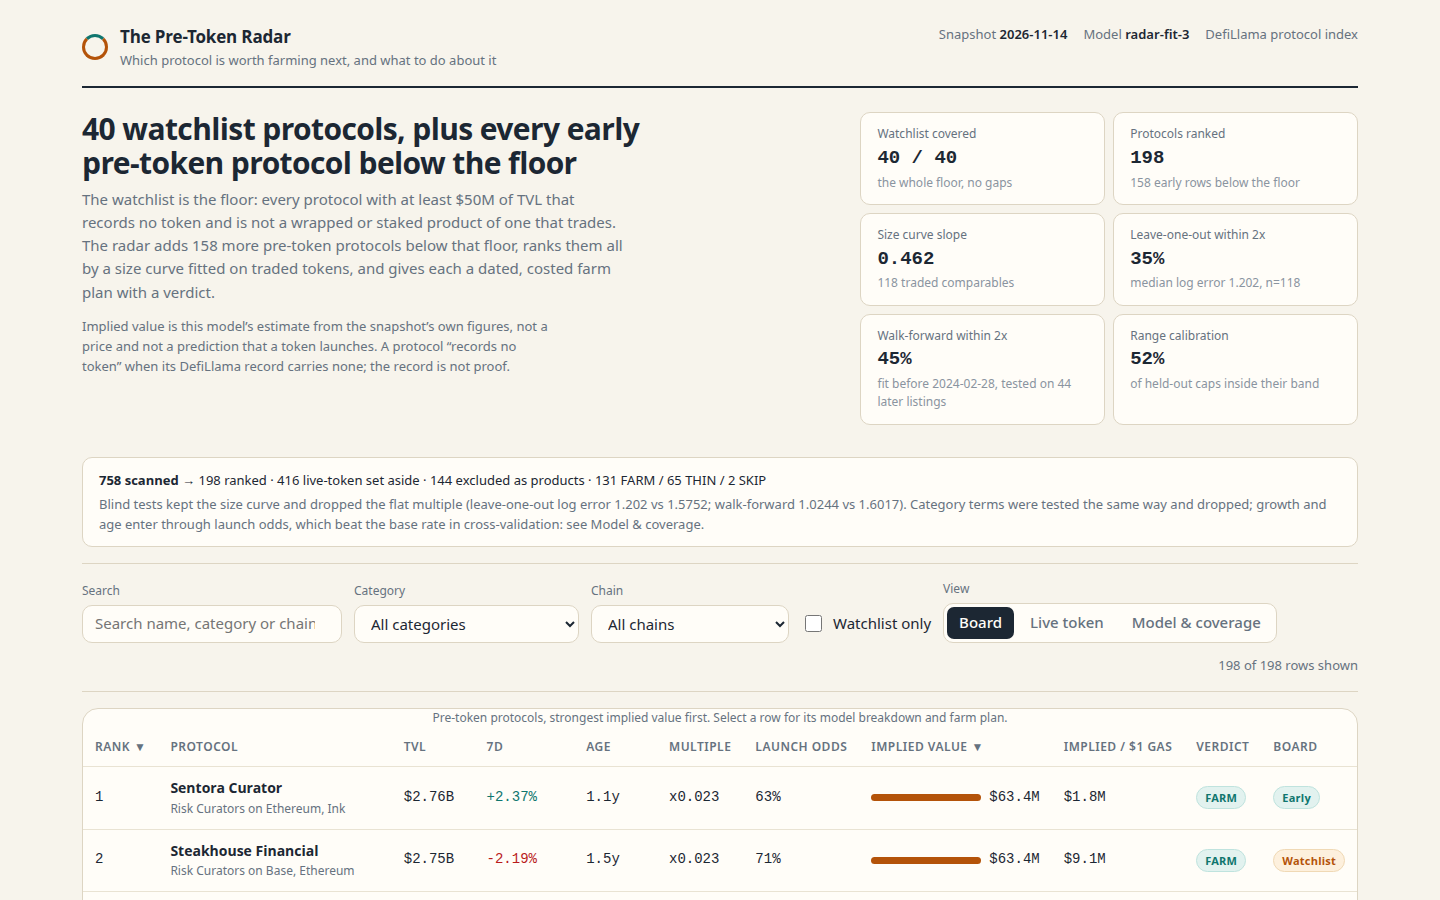 The Pre-Token Radar
Which protocol is worth farming next, and what to do about it
Snapshot 2026-11-14 Model radar-fit-3 DefiLlama protocol index
40 watchlist protocols, plus every early
pre-token protocol below the floor
The watchlist is the floor: every protocol with at least $50M of TVL that
records no token and is not a wrapped or staked product of one that trades.
The radar adds 158 more pre-token protocols below that floor, ranks them all
by a size curve fitted on traded tokens, and gives each a dated, costed farm
plan with a verdict.
Implied value is this model’s estimate from the snapshot’s own figures, not a
price and not a prediction that a token launches. A protocol “records no
token” when its DefiLlama record carries none; the record is not proof.
Watchlist covered
40 / 40
the whole floor, no gaps
Protocols ranked
198
158 early rows below the floor
Size curve slope
0.462
118 traded comparables
Leave-one-out within 2x
35%
median log error 1.202, n=118
Walk-forward within 2x
45%
fit before 2024-02-28, tested on 44
later listings
Range calibration
52%
of held-out caps inside their band
758 scanned → 198 ranked · 416 live-token set aside · 144 excluded as products · 131 FARM / 65 THIN / 2 SKIP
Blind tests kept the size curve and dropped the flat multiple (leave-one-out log error 1.202 vs 1.5752; walk-forward 1.0244 vs 1.6017). Category terms were tested the same way and dropped; growth and
age enter through launch odds, which beat the base rate in cross-validation: see Model & coverage.
Search Category Chain View
Search name, category or chain All categories All chains Watchlist only Board Live token Model & coverage
198 of 198 rows shown
Pre-token protocols, strongest implied value first. Select a row for its model breakdown and farm plan.
RANK ▼ PROTOCOL TVL 7D AGE MULTIPLE LAUNCH ODDS IMPLIED VALUE ▼ IMPLIED / $1 GAS VERDICT BOARD
1 Sentora Curator $2.76B +2.37% 1.1y x0.023 63% $63.4M $1.8M FARM Early
Risk Curators on Ethereum, Ink
2 Steakhouse Financial $2.75B -2.19% 1.5y x0.023 71% $63.4M $9.1M FARM Watchlist
Risk Curators on Base, Ethereum